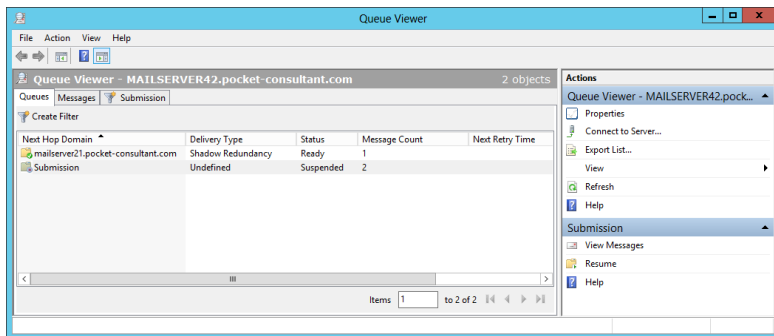 Queue Viewer
File Action View Help
Queue Viewer - MAILSERVER42.pocket-consultant.com 2 objects
Queues Messages Submission
Create Filter
Next Hop Domain Delivery Type Status Message Count Next Retry Time
mailserver21.pocket-consultant.com Shadow Redundancy Ready 1
Submission Undefined Suspended 2
Items 1 to 2 of 2
Actions
Queue Viewer - MAILSERVER42.pock...
Properties
Connect to Server...
Export List...
View
Refresh
Help
Submission
View Messages
Resume
Help